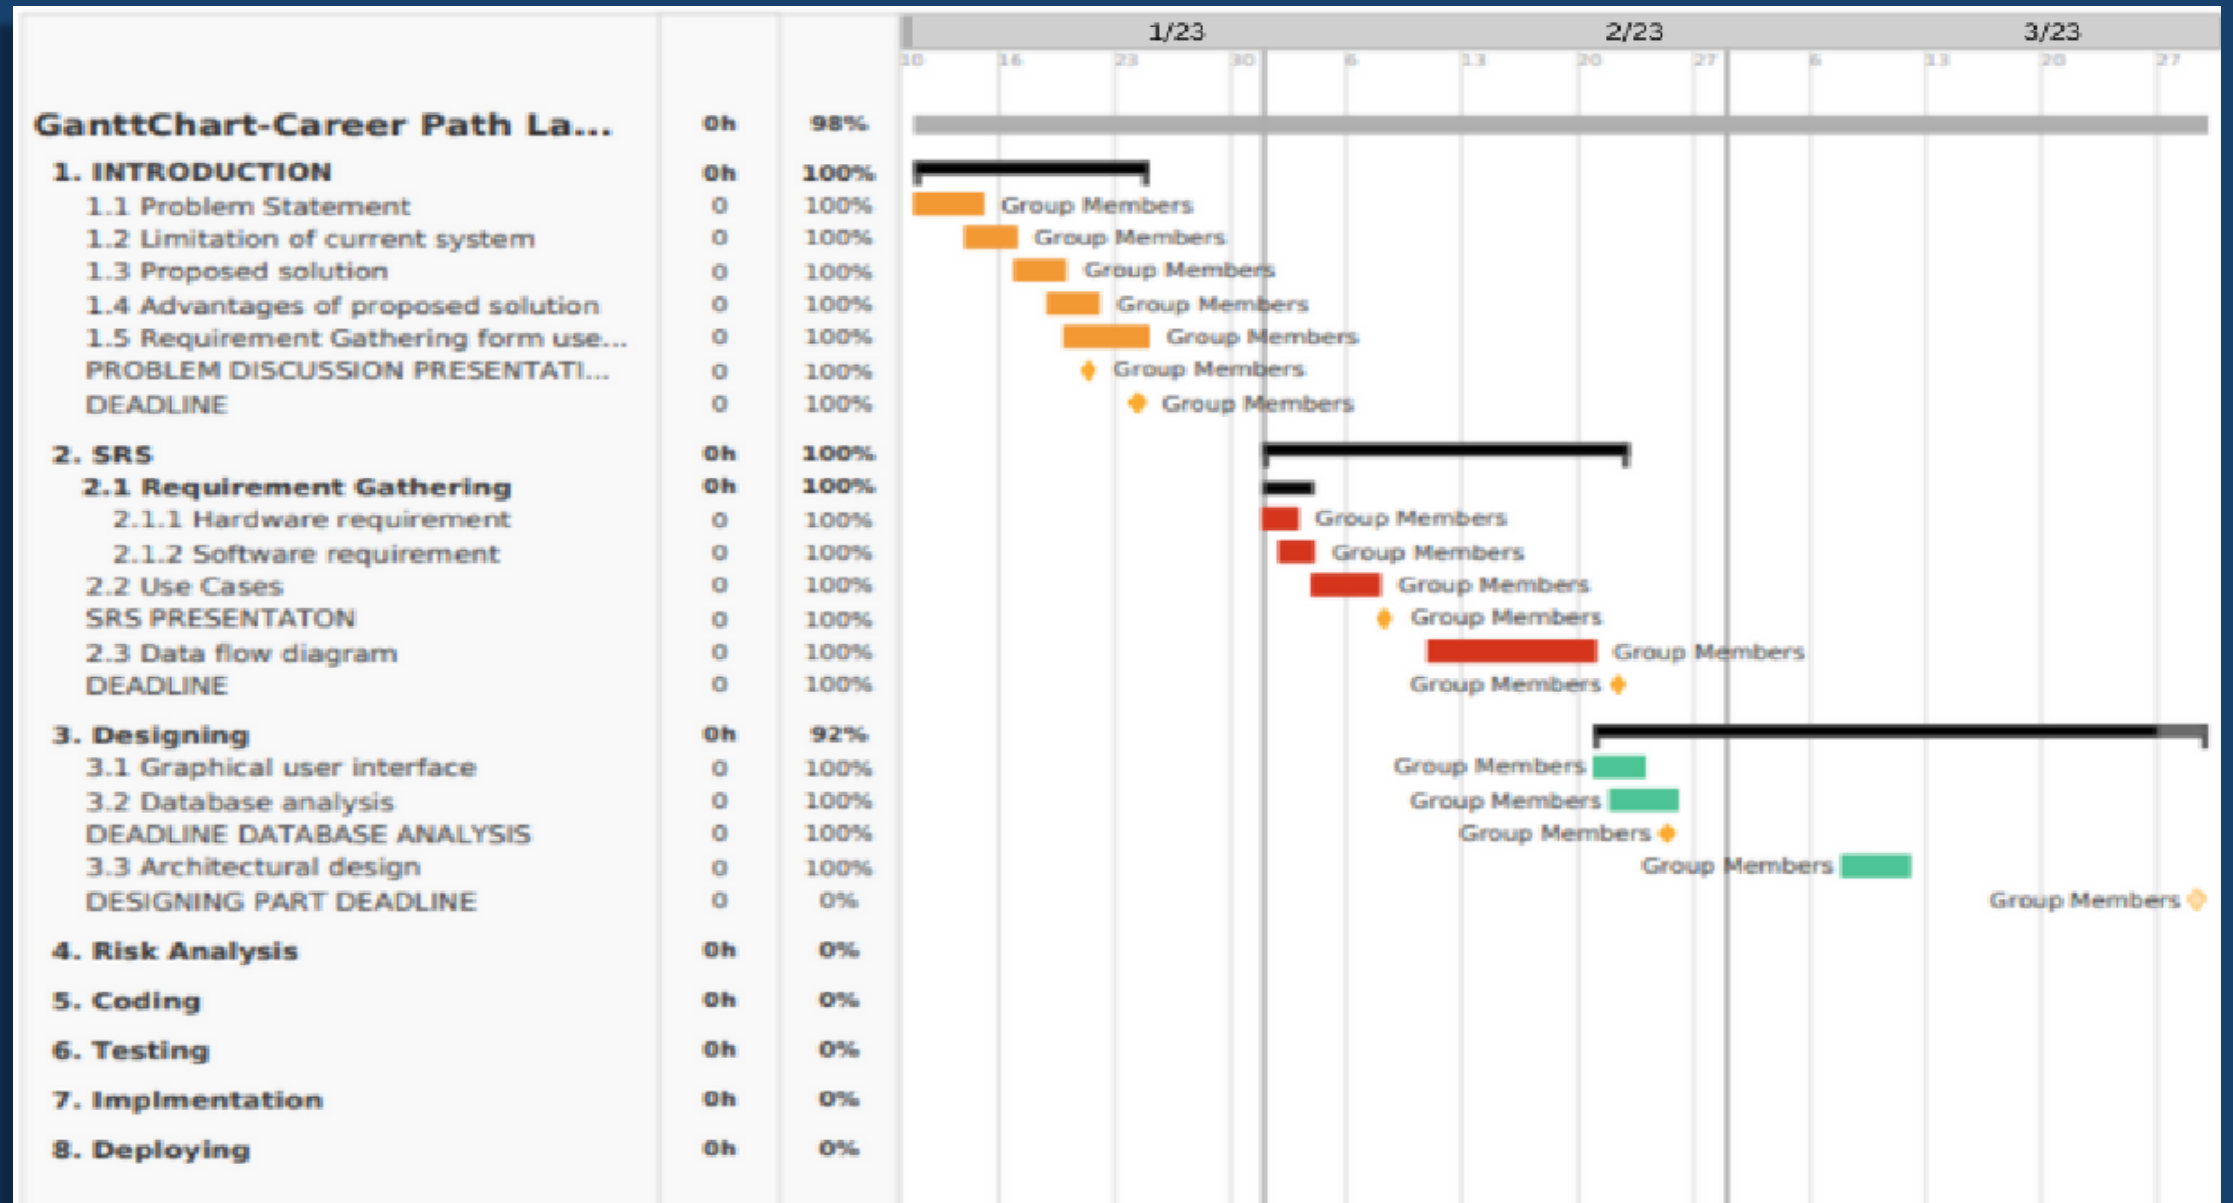 1/23 2/23 3/23
10 16 23 30 6 13 20 27 6 13 20 27
GanttChart-Career Path La... 0h 98%
1. INTRODUCTION 0h 100%
1.1 Problem Statement 0 100% Group Members
1.2 Limitation of current system 0 100% Group Members
1.3 Proposed solution 0 100% Group Members
1.4 Advantages of proposed solution 0 100% Group Members
1.5 Requirement Gathering form use... 0 100% Group Members
PROBLEM DISCUSSION PRESENTATI... 0 100% Group Members
DEADLINE 0 100% Group Members
2. SRS 0h 100%
2.1 Requirement Gathering 0h 100%
2.1.1 Hardware requirement 0 100% Group Members
2.1.2 Software requirement 0 100% Group Members
2.2 Use Cases 0 100% Group Members
SRS PRESENTATON 0 100% Group Members
2.3 Data flow diagram 0 100% Group Members
DEADLINE 0 100% Group Members
3. Designing 0h 92%
3.1 Graphical user interface 0 100% Group Members
3.2 Database analysis 0 100% Group Members
DEADLINE DATABASE ANALYSIS 0 100% Group Members
3.3 Architectural design 0 100% Group Members
DESIGNING PART DEADLINE 0 0% Group Members
4. Risk Analysis 0h 0%
5. Coding 0h 0%
6. Testing 0h 0%
7. Implmentation 0h 0%
8. Deploying 0h 0%